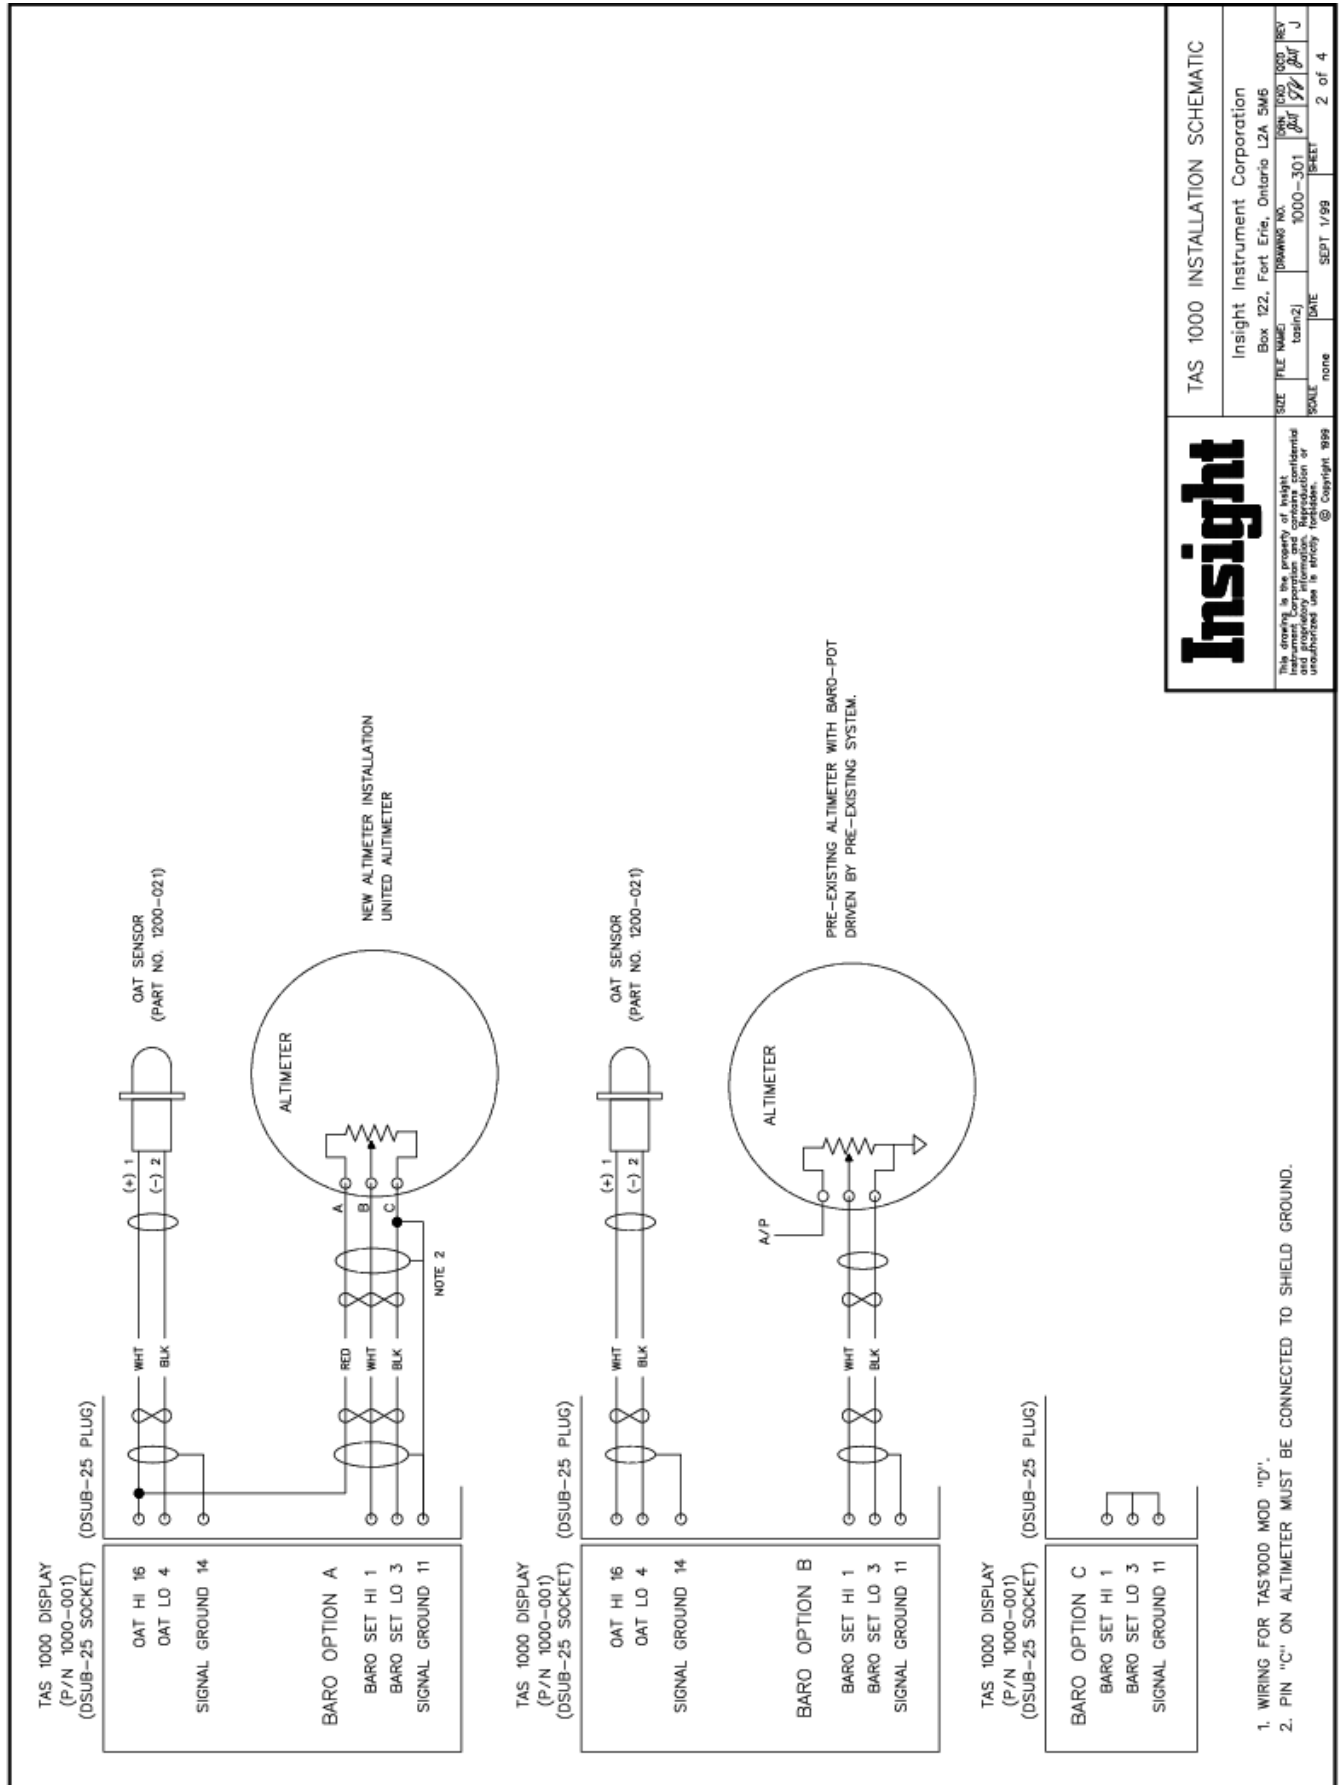 TAS 1000 DISPLAY
(P/N 1000-001)
(DSUB-25 SOCKET)
(DSUB-25 PLUG)
OAT HI 16
OAT LO 4
SIGNAL GROUND 14
WHT
BLK
(+) 1
(-) 2
OAT SENSOR
(PART NO. 1200-021)
BARO OPTION A
BARO SET HI 1
BARO SET LO 3
SIGNAL GROUND 11
RED
WHT
BLK
NOTE 2
A
B
C
ALTIMETER
NEW ALTIMETER INSTALLATION
UNITED ALITIMETER
TAS 1000 DISPLAY
(P/N 1000-001)
(DSUB-25 SOCKET)
(DSUB-25 PLUG)
OAT HI 16
OAT LO 4
SIGNAL GROUND 14
WHT
BLK
(+) 1
(-) 2
OAT SENSOR
(PART NO. 1200-021)
BARO OPTION B
BARO SET HI 1
BARO SET LO 3
SIGNAL GROUND 11
WHT
BLK
A/P
ALTIMETER
PRE-EXISTING ALTIMETER WITH BARO-POT
DRIVEN BY PRE-EXISTING SYSTEM.
TAS 1000 DISPLAY
(P/N 1000-001)
(DSUB-25 SOCKET)
(DSUB-25 PLUG)
BARO OPTION C
BARO SET HI 1
BARO SET LO 3
SIGNAL GROUND 11
1. WIRING FOR TAS1000 MOD "D".
2. PIN "C" ON ALTIMETER MUST BE CONNECTED TO SHIELD GROUND.
Insight
This drawing is the property of Insight
Instrument Corporation and contains confidential
and proprietory information. Reproduction or
unauthorized use is strictly forbidden.
© Copyright 1999
TAS 1000 INSTALLATION SCHEMATIC
Insight Instrument Corporation
Box 122, Fort Erie, Ontario L2A 5M6
SIZE
FILE NAME:
tasin2j
DRAWING NO.
1000-301
DRN
CKD
QCD
REV
J
SCALE
none
DATE
SEPT 1/99
SHEET
2 of 4